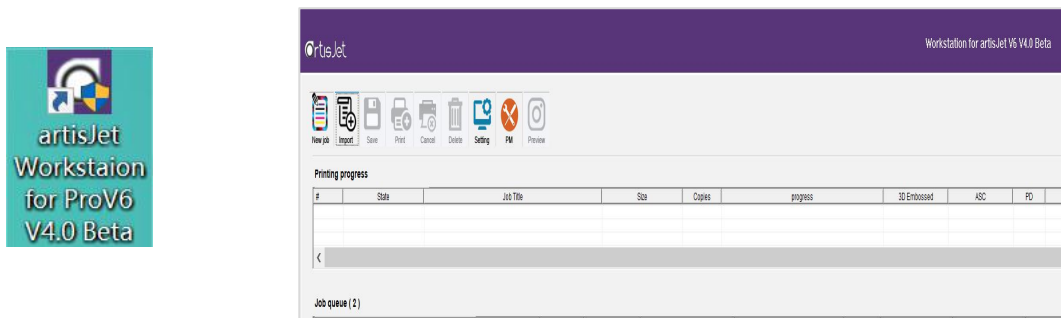 artisJet
Workstaion
for ProV6
V4.0 Beta
artisJet
Workstation for artisJet V6 V4.0 Beta
New job Import Save Print Cancel Delete Setting PM Preview
Printing progress
# State Job Title Size Copies progress 3D Embossed ASC PD
Job queue ( 2 )